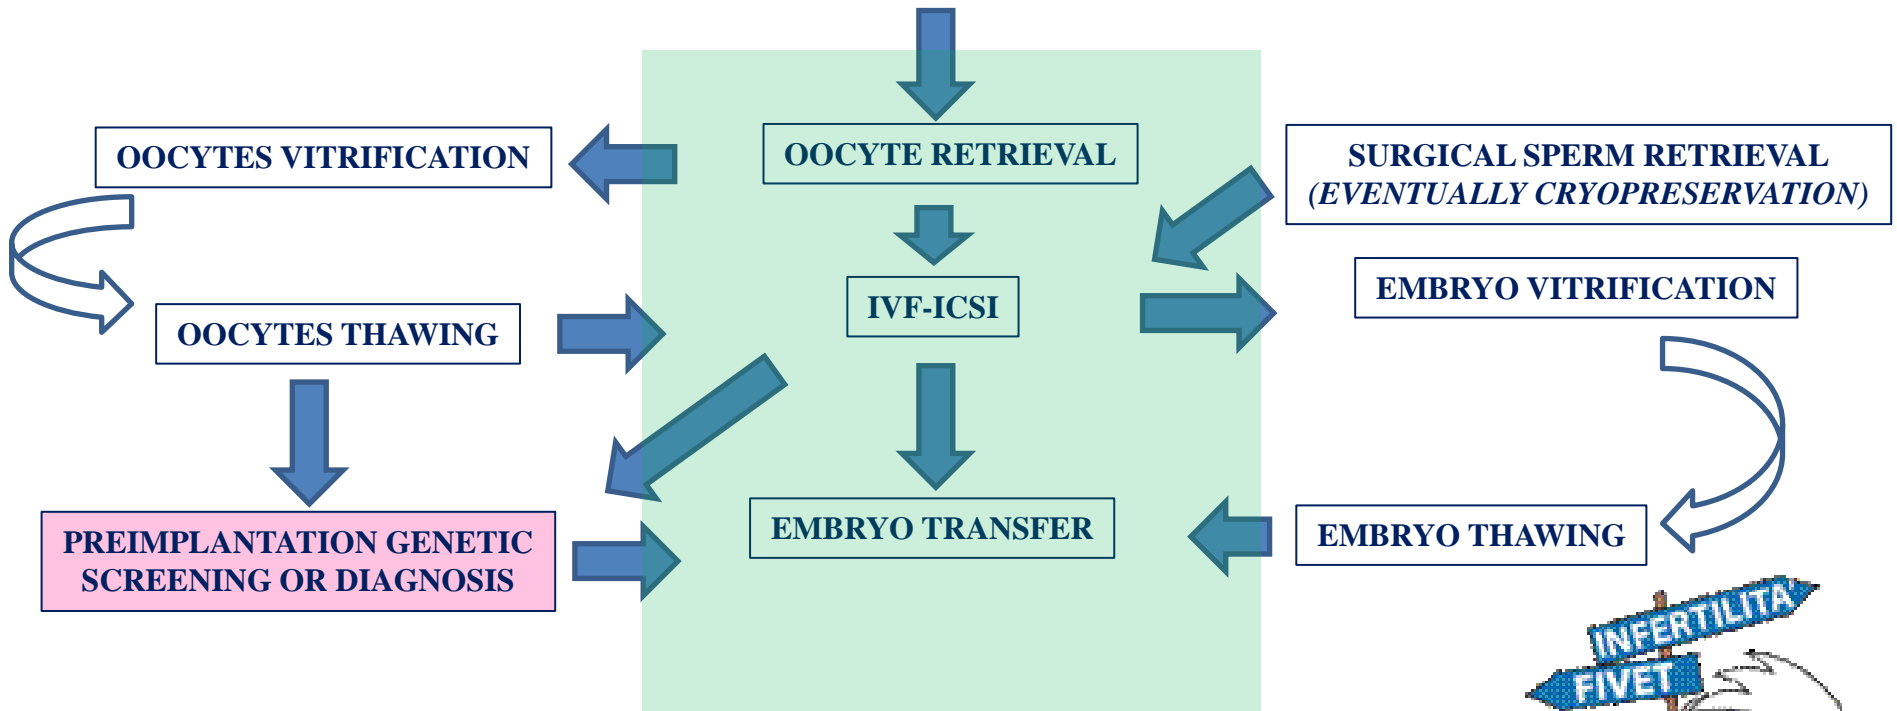 OOCYTES VITRIFICATION
OOCYTE RETRIEVAL
SURGICAL SPERM RETRIEVAL
(EVENTUALLY CRYOPRESERVATION)
IVF-ICSI
EMBRYO VITRIFICATION
OOCYTES THAWING
PREIMPLANTATION GENETIC
SCREENING OR DIAGNOSIS
EMBRYO TRANSFER
EMBRYO THAWING
INFERTILITA'
FIVET